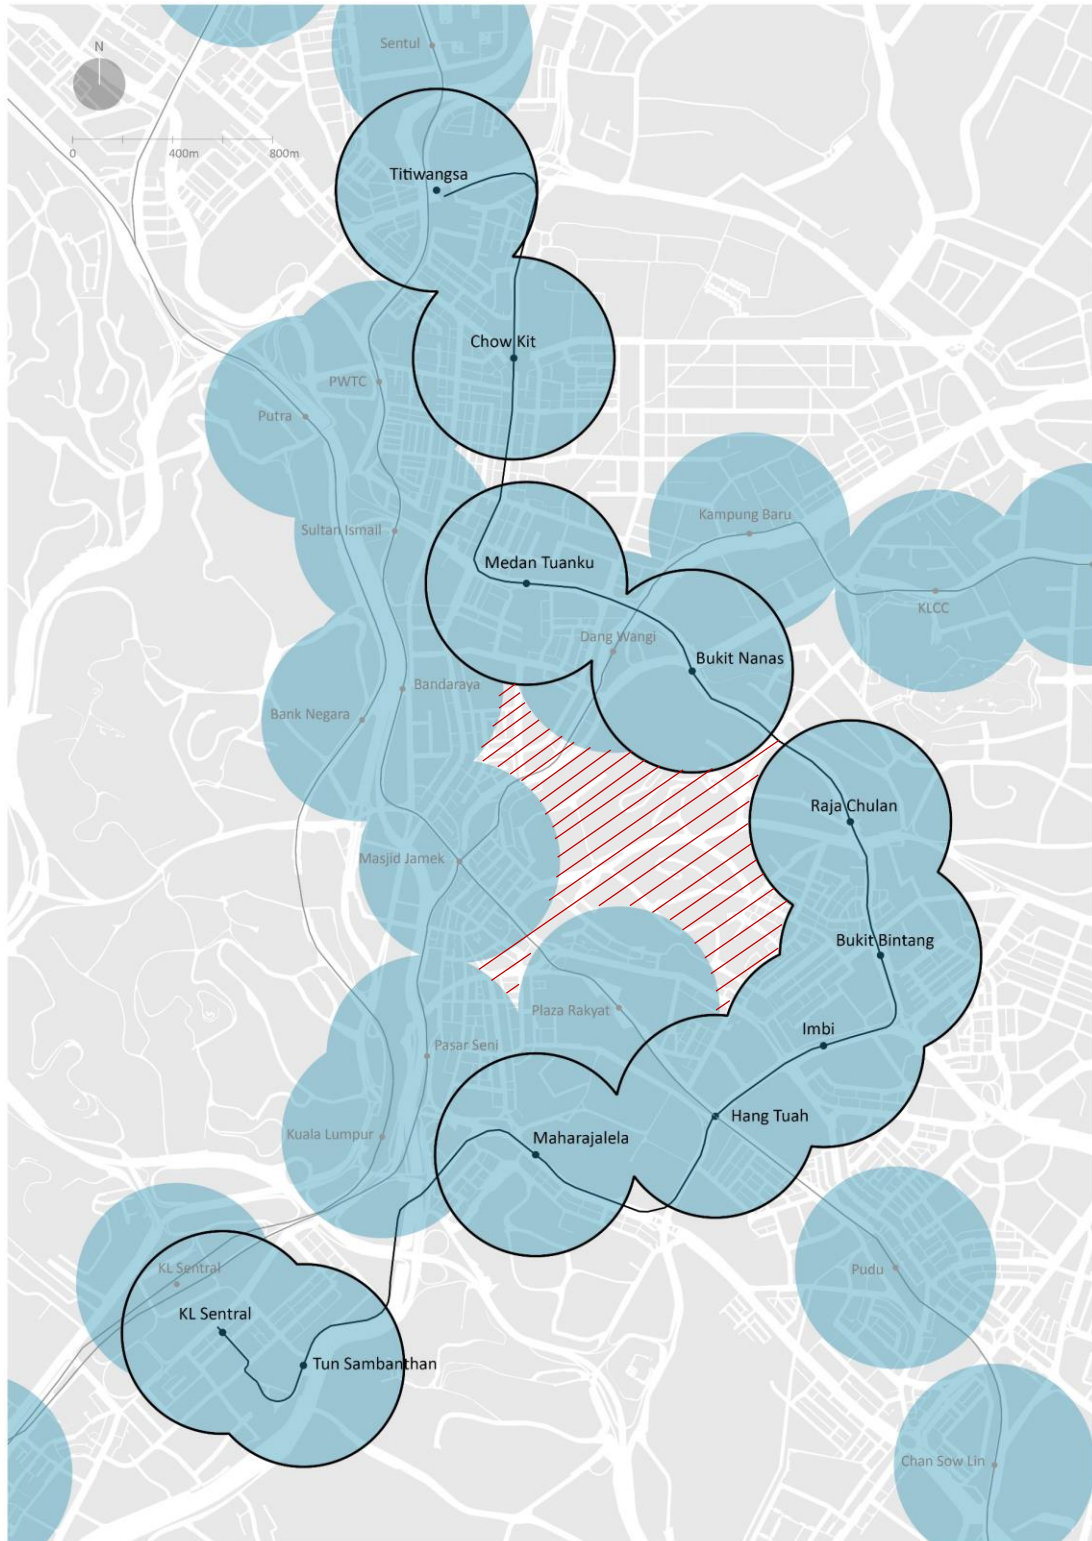 Sentul
N
0
400m
800m
Titiwangsa
Chow Kit
PWTC
Putra
Kampung Baru
Sultan Ismail
Medan Tuanku
KLCC
Dang Wangi
Bukit Nanas
Bandaraya
Bank Negara
Raja Chulan
Masjid Jamek
Bukit Bintang
Plaza Rakyat
Imbi
Pasar Seni
Hang Tuah
Kuala Lumpur
Maharajalela
KL Sentral
Pudu
KL Sentral
Tun Sambanthan
Chan Sow Lin